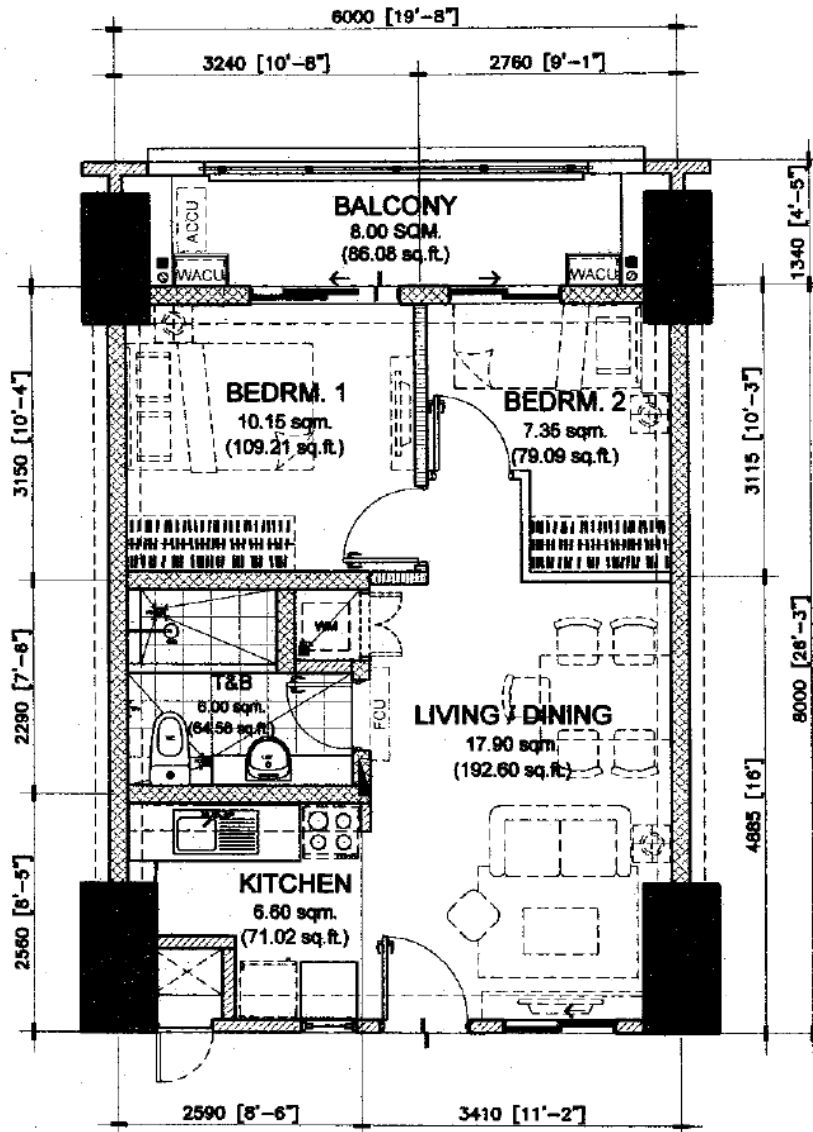 6000 [19'-8"]
3240 [10'-8"]
2760 [9'-1"]
1340 [4'-5"]
ACCU
BALCONY
8.00 SQM.
(86.08 sq.ft.)
WACU
WACU
3150 [10'-4"]
BEDRM. 1
10.15 sqm.
(109.21 sq.ft.)
BEDRM. 2
7.35 sqm.
(79.09 sq.ft.)
3115 [10'-3"]
8000 [26'-3"]
WM
2290 [7'-6"]
T&B
6.00 sqm.
(64.56 sq.ft.)
FCU
LIVING / DINING
17.90 sqm.
(192.60 sq.ft.)
4885 [16']
2560 [8'-5"]
KITCHEN
6.60 sqm.
(71.02 sq.ft.)
2590 [8'-6"]
3410 [11'-2"]